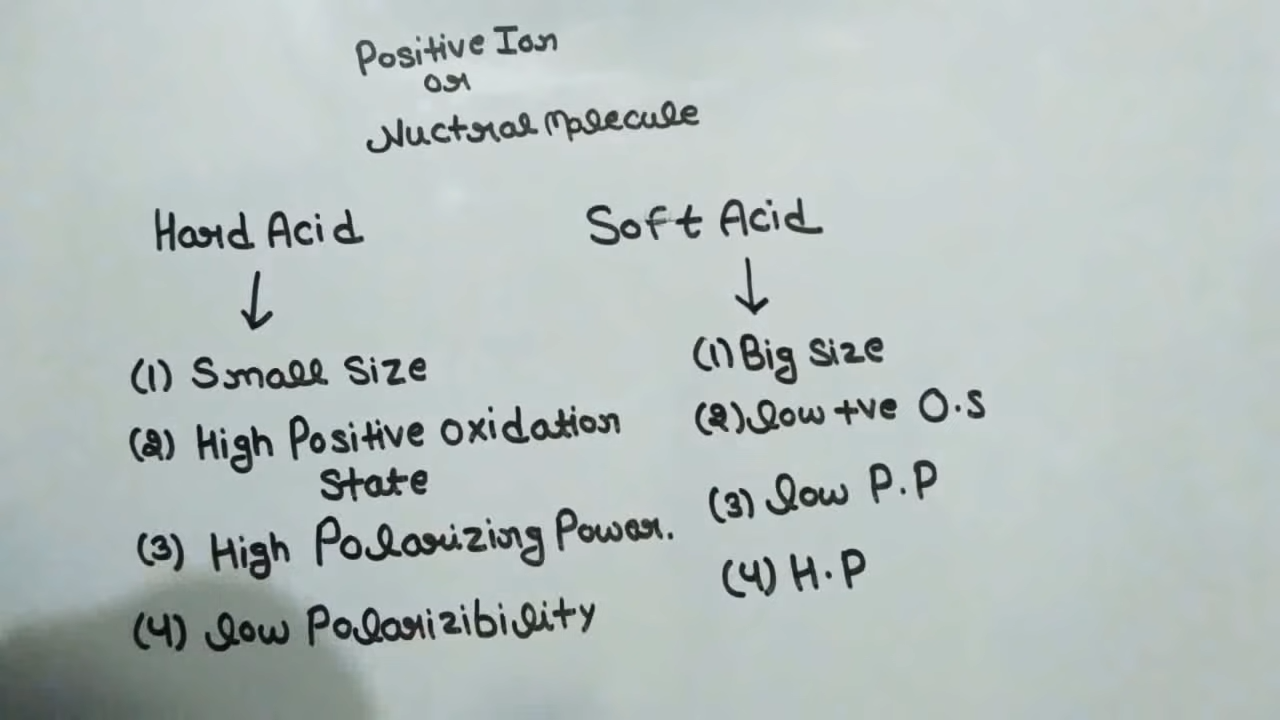 Positive Ion
or
Nuctral Molecule
Hard Acid
Soft Acid
(1) Small Size
(2) High Positive oxidation
State
(3) High Polarizing Power.
(4) low Polarizibility
(1) Big Size
(2) low +ve O.S
(3) low P.P
(4) H.P